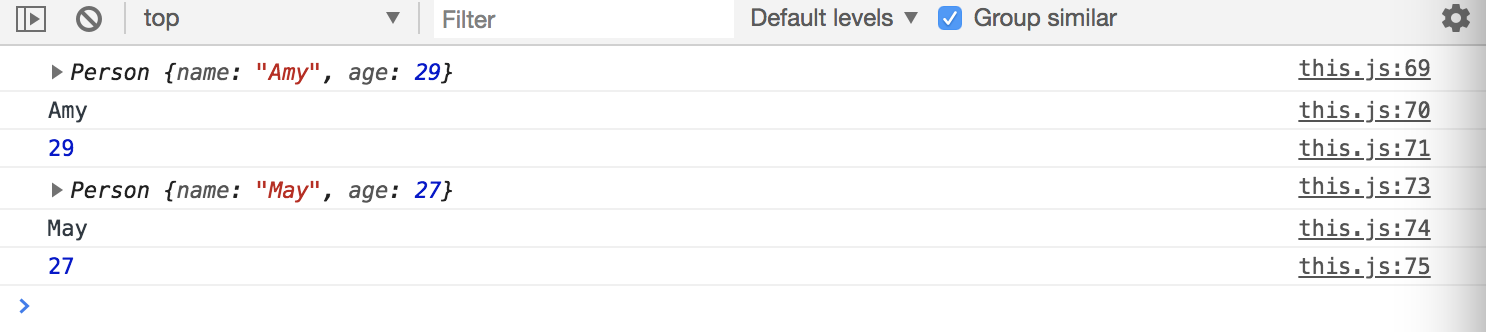 top Filter Default levels Group similar
Person {name: "Amy", age: 29} this.js:69
Amy this.js:70
29 this.js:71
Person {name: "May", age: 27} this.js:73
May this.js:74
27 this.js:75